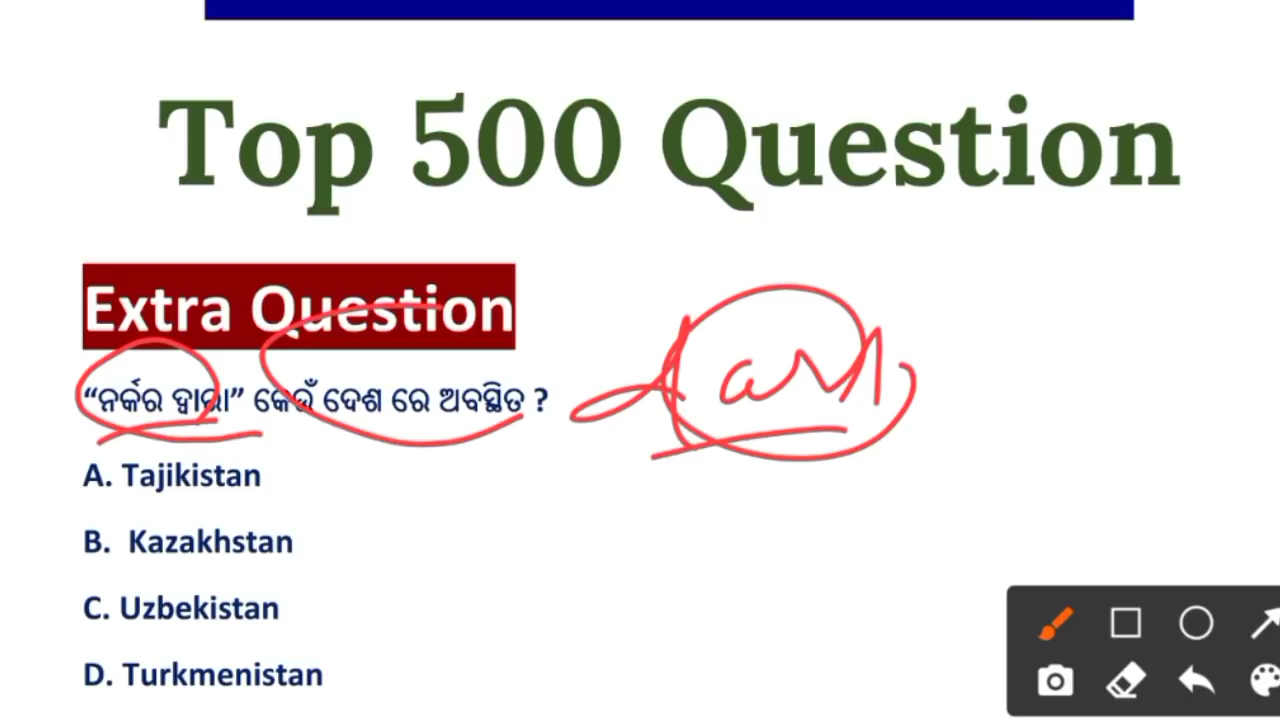 Top 500 Question
Extra Question
“ନର୍କର ଦ୍ୱାରା” କେଉଁ ଦେଶ ରେ ଅବସ୍ଥିତ ?
A. Tajikistan
B. Kazakhstan
C. Uzbekistan
D. Turkmenistan